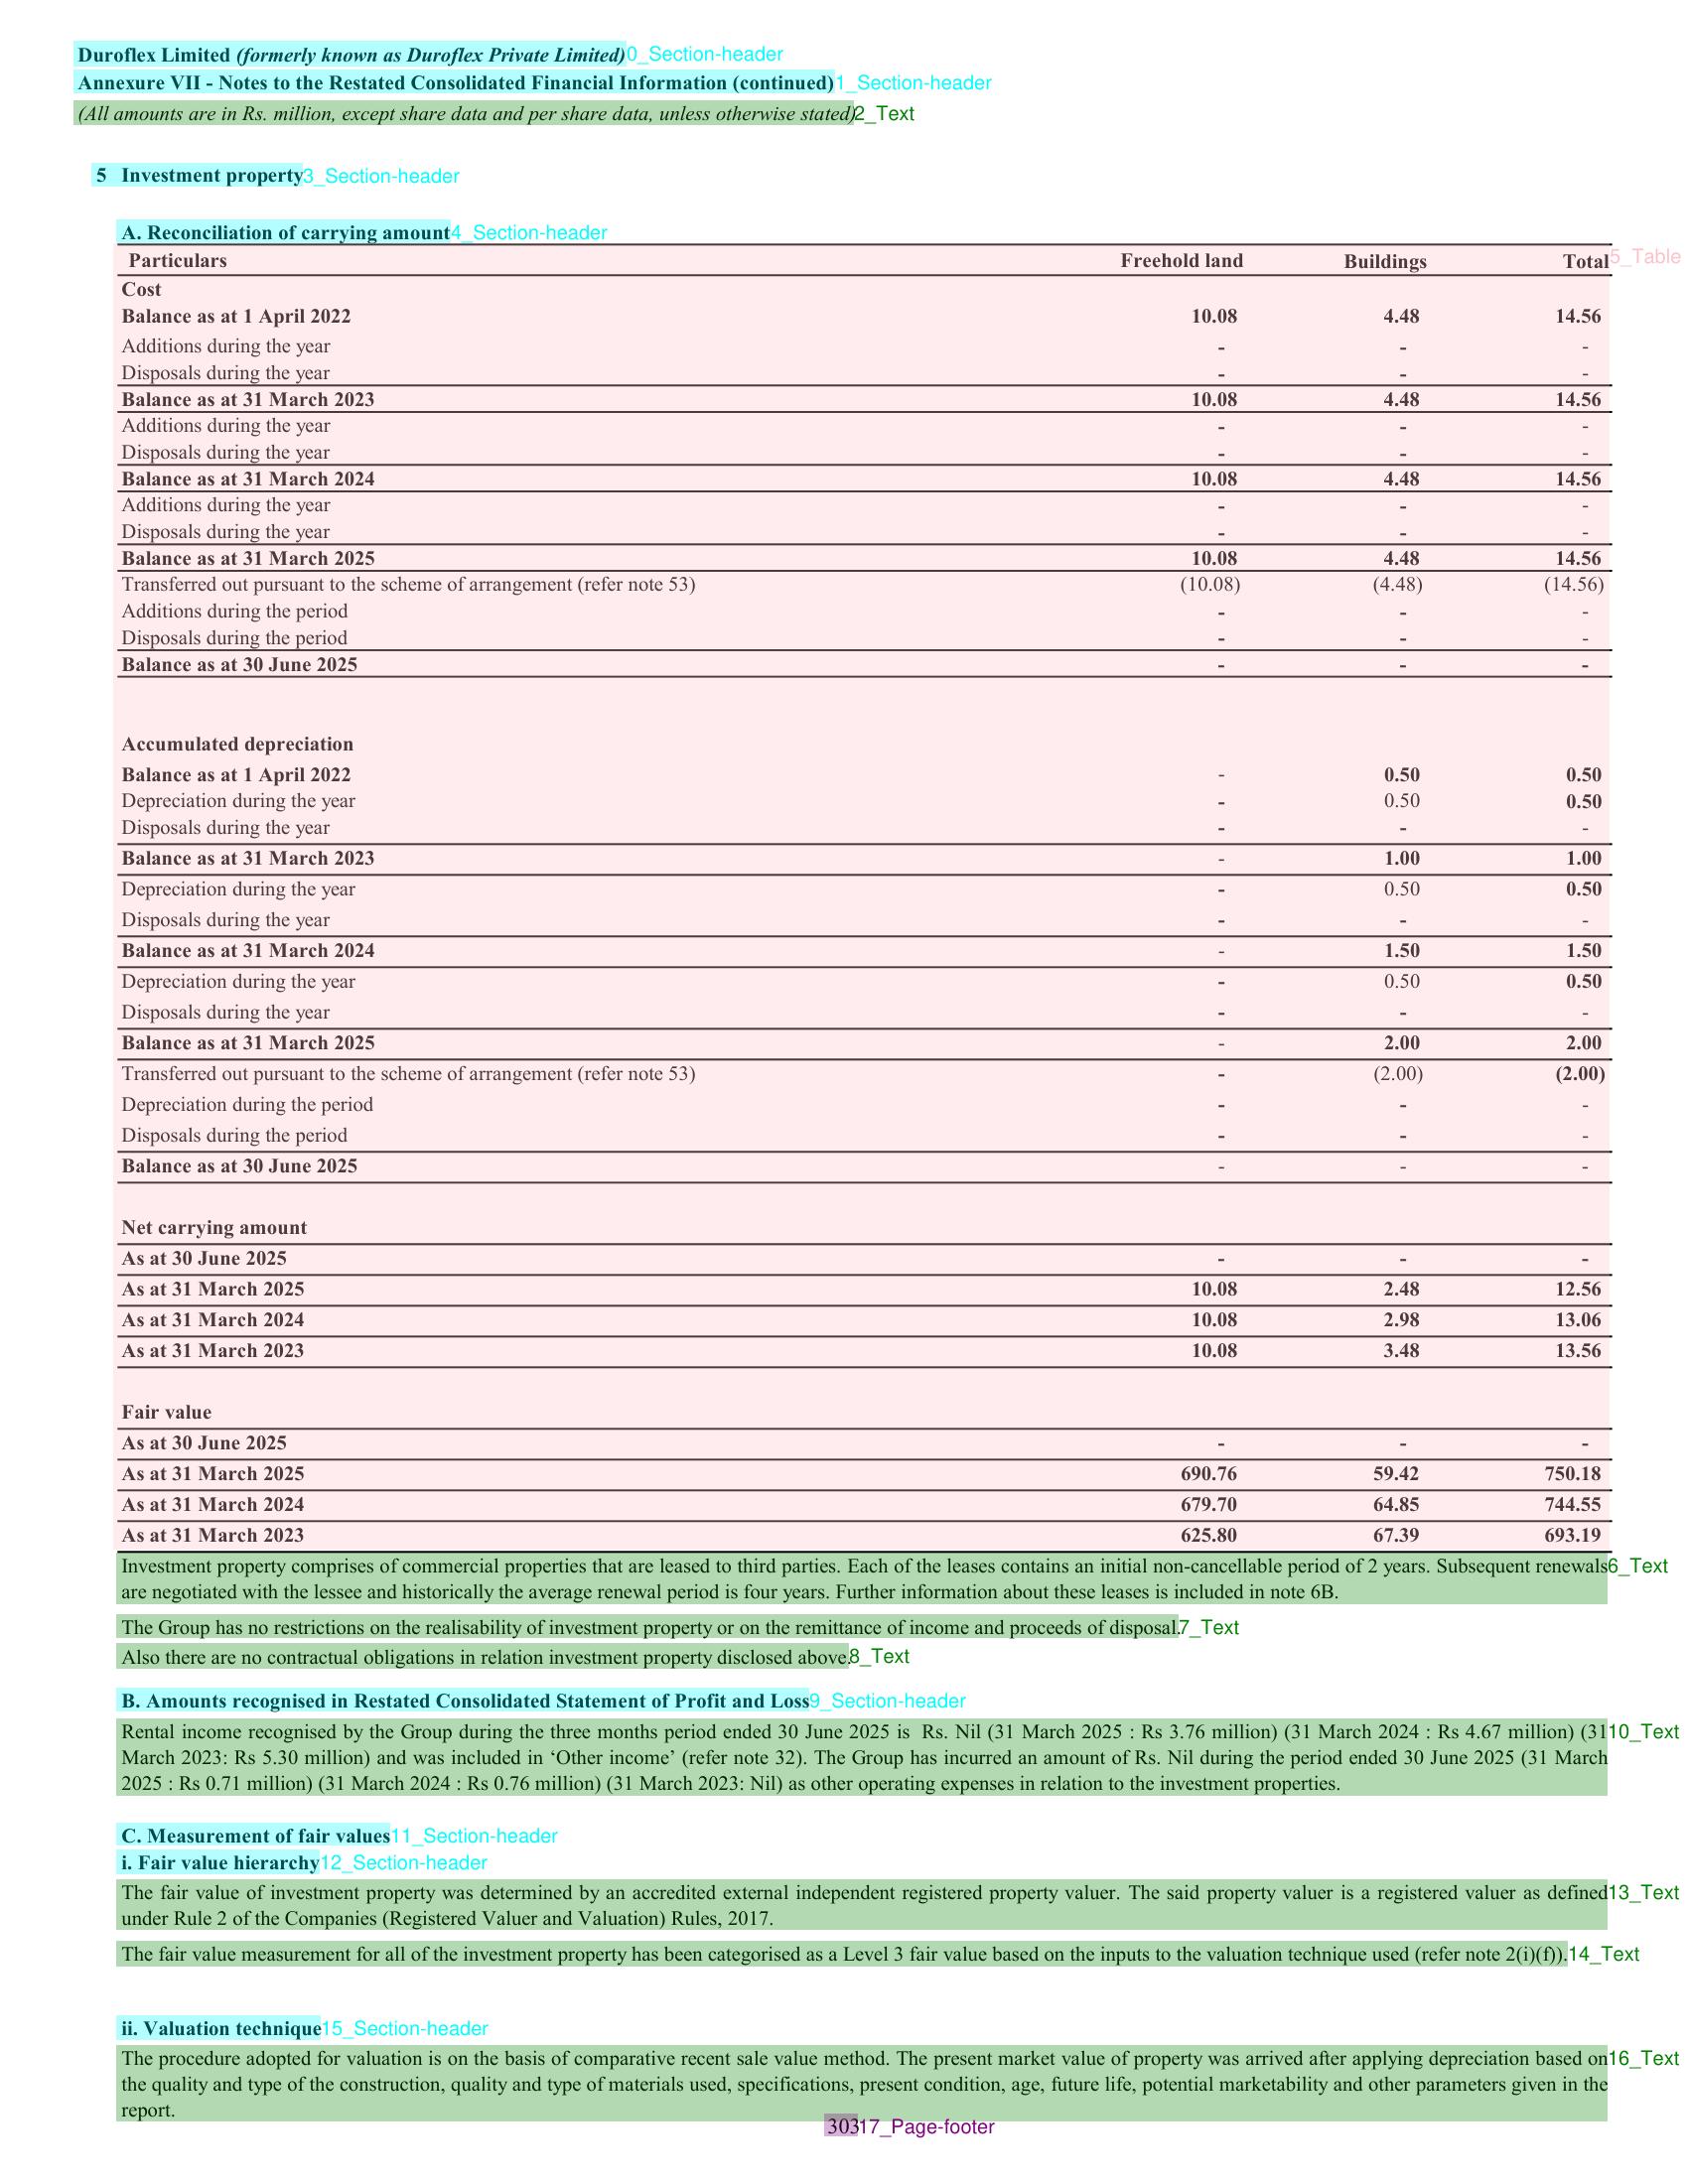 Duroflex Limited (formerly known as Duroflex Private Limited)0_Section-header
Annexure VII - Notes to the Restated Consolidated Financial Information (continued)1_Section-header
(All amounts are in Rs. million, except share data and per share data, unless otherwise stated)2_Text
5 Investment property3_Section-header
A. Reconciliation of carrying amount4_Section-header
Particulars Freehold land Buildings Total5_Table
Cost
Balance as at 1 April 2022 10.08 4.48 14.56
Additions during the year - - -
Disposals during the year - - -
Balance as at 31 March 2023 10.08 4.48 14.56
Additions during the year - - -
Disposals during the year - - -
Balance as at 31 March 2024 10.08 4.48 14.56
Additions during the year - - -
Disposals during the year - - -
Balance as at 31 March 2025 10.08 4.48 14.56
Transferred out pursuant to the scheme of arrangement (refer note 53) (10.08) (4.48) (14.56)
Additions during the period - - -
Disposals during the period - - -
Balance as at 30 June 2025 - - -
Accumulated depreciation
Balance as at 1 April 2022 - 0.50 0.50
Depreciation during the year - 0.50 0.50
Disposals during the year - - -
Balance as at 31 March 2023 - 1.00 1.00
Depreciation during the year - 0.50 0.50
Disposals during the year - - -
Balance as at 31 March 2024 - 1.50 1.50
Depreciation during the year - 0.50 0.50
Disposals during the year - - -
Balance as at 31 March 2025 - 2.00 2.00
Transferred out pursuant to the scheme of arrangement (refer note 53) - (2.00) (2.00)
Depreciation during the period - - -
Disposals during the period - - -
Balance as at 30 June 2025 - - -
Net carrying amount
As at 30 June 2025 - - -
As at 31 March 2025 10.08 2.48 12.56
As at 31 March 2024 10.08 2.98 13.06
As at 31 March 2023 10.08 3.48 13.56
Fair value
As at 30 June 2025 - - -
As at 31 March 2025 690.76 59.42 750.18
As at 31 March 2024 679.70 64.85 744.55
As at 31 March 2023 625.80 67.39 693.19
Investment property comprises of commercial properties that are leased to third parties. Each of the leases contains an initial non-cancellable period of 2 years. Subsequent renewals6_Text
are negotiated with the lessee and historically the average renewal period is four years. Further information about these leases is included in note 6B.
The Group has no restrictions on the realisability of investment property or on the remittance of income and proceeds of disposal.7_Text
Also there are no contractual obligations in relation investment property disclosed above.8_Text
B. Amounts recognised in Restated Consolidated Statement of Profit and Loss9_Section-header
Rental income recognised by the Group during the three months period ended 30 June 2025 is Rs. Nil (31 March 2025 : Rs 3.76 million) (31 March 2024 : Rs 4.67 million) (3110_Text
March 2023: Rs 5.30 million) and was included in ‘Other income’ (refer note 32). The Group has incurred an amount of Rs. Nil during the period ended 30 June 2025 (31 March
2025 : Rs 0.71 million) (31 March 2024 : Rs 0.76 million) (31 March 2023: Nil) as other operating expenses in relation to the investment properties.
C. Measurement of fair values11_Section-header
i. Fair value hierarchy12_Section-header
The fair value of investment property was determined by an accredited external independent registered property valuer. The said property valuer is a registered valuer as defined13_Text
under Rule 2 of the Companies (Registered Valuer and Valuation) Rules, 2017.
The fair value measurement for all of the investment property has been categorised as a Level 3 fair value based on the inputs to the valuation technique used (refer note 2(i)(f)).14_Text
ii. Valuation technique15_Section-header
The procedure adopted for valuation is on the basis of comparative recent sale value method. The present market value of property was arrived after applying depreciation based on16_Text
the quality and type of the construction, quality and type of materials used, specifications, present condition, age, future life, potential marketability and other parameters given in the
report.
30317_Page-footer